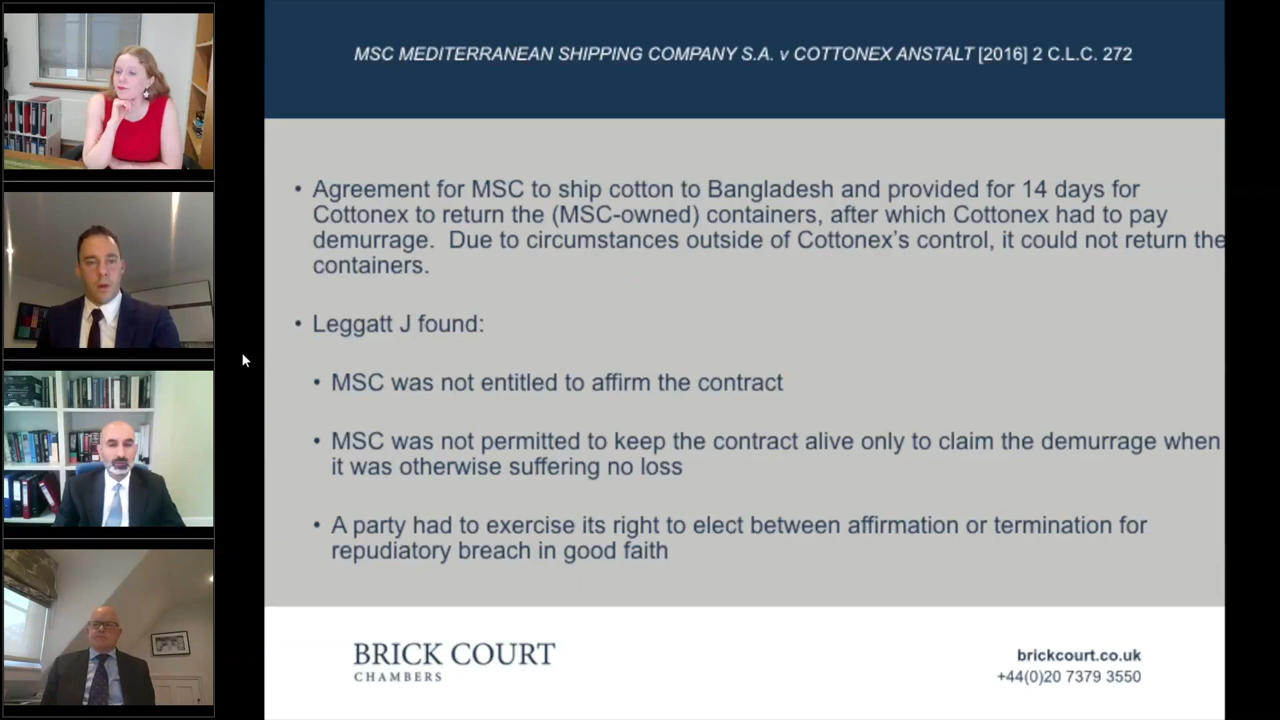 MSC MEDITERRANEAN SHIPPING COMPANY S.A. v COTTONEX ANSTALT [2016] 2 C.L.C. 272
• Agreement for MSC to ship cotton to Bangladesh and provided for 14 days for
Cottonex to return the (MSC-owned) containers, after which Cottonex had to pay
demurrage.  Due to circumstances outside of Cottonex's control, it could not return the
containers.
• Leggatt J found:
• MSC was not entitled to affirm the contract
• MSC was not permitted to keep the contract alive only to claim the demurrage when
it was otherwise suffering no loss
• A party had to exercise its right to elect between affirmation or termination for
repudiatory breach in good faith
BRICK COURT
CHAMBERS
brickcourt.co.uk
+44(0)20 7379 3550